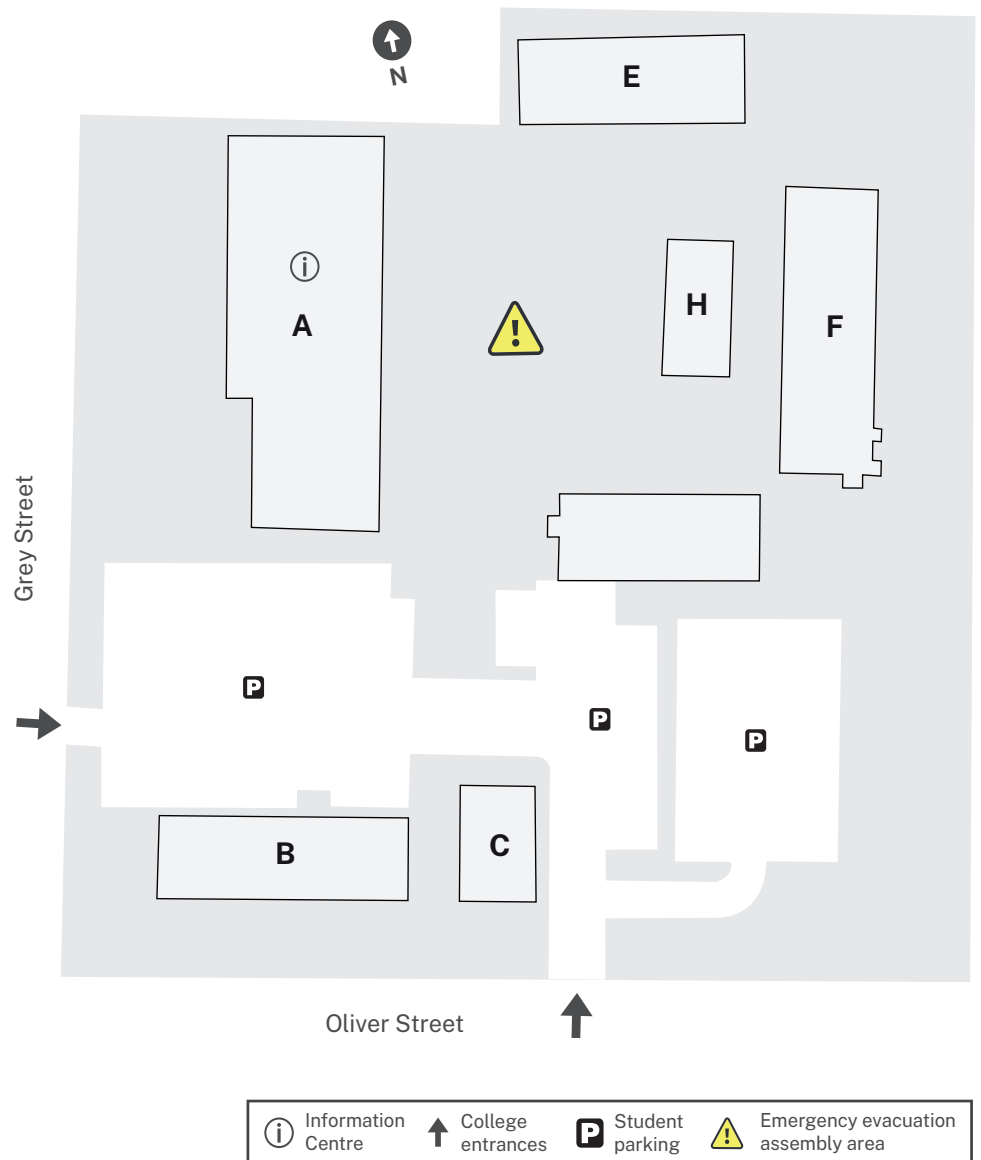 N
E
A
H
F
Grey Street
P
P
P
B
C
Oliver Street
Information
Centre
College
entrances
P
Student
parking
Emergency evacuation
assembly area